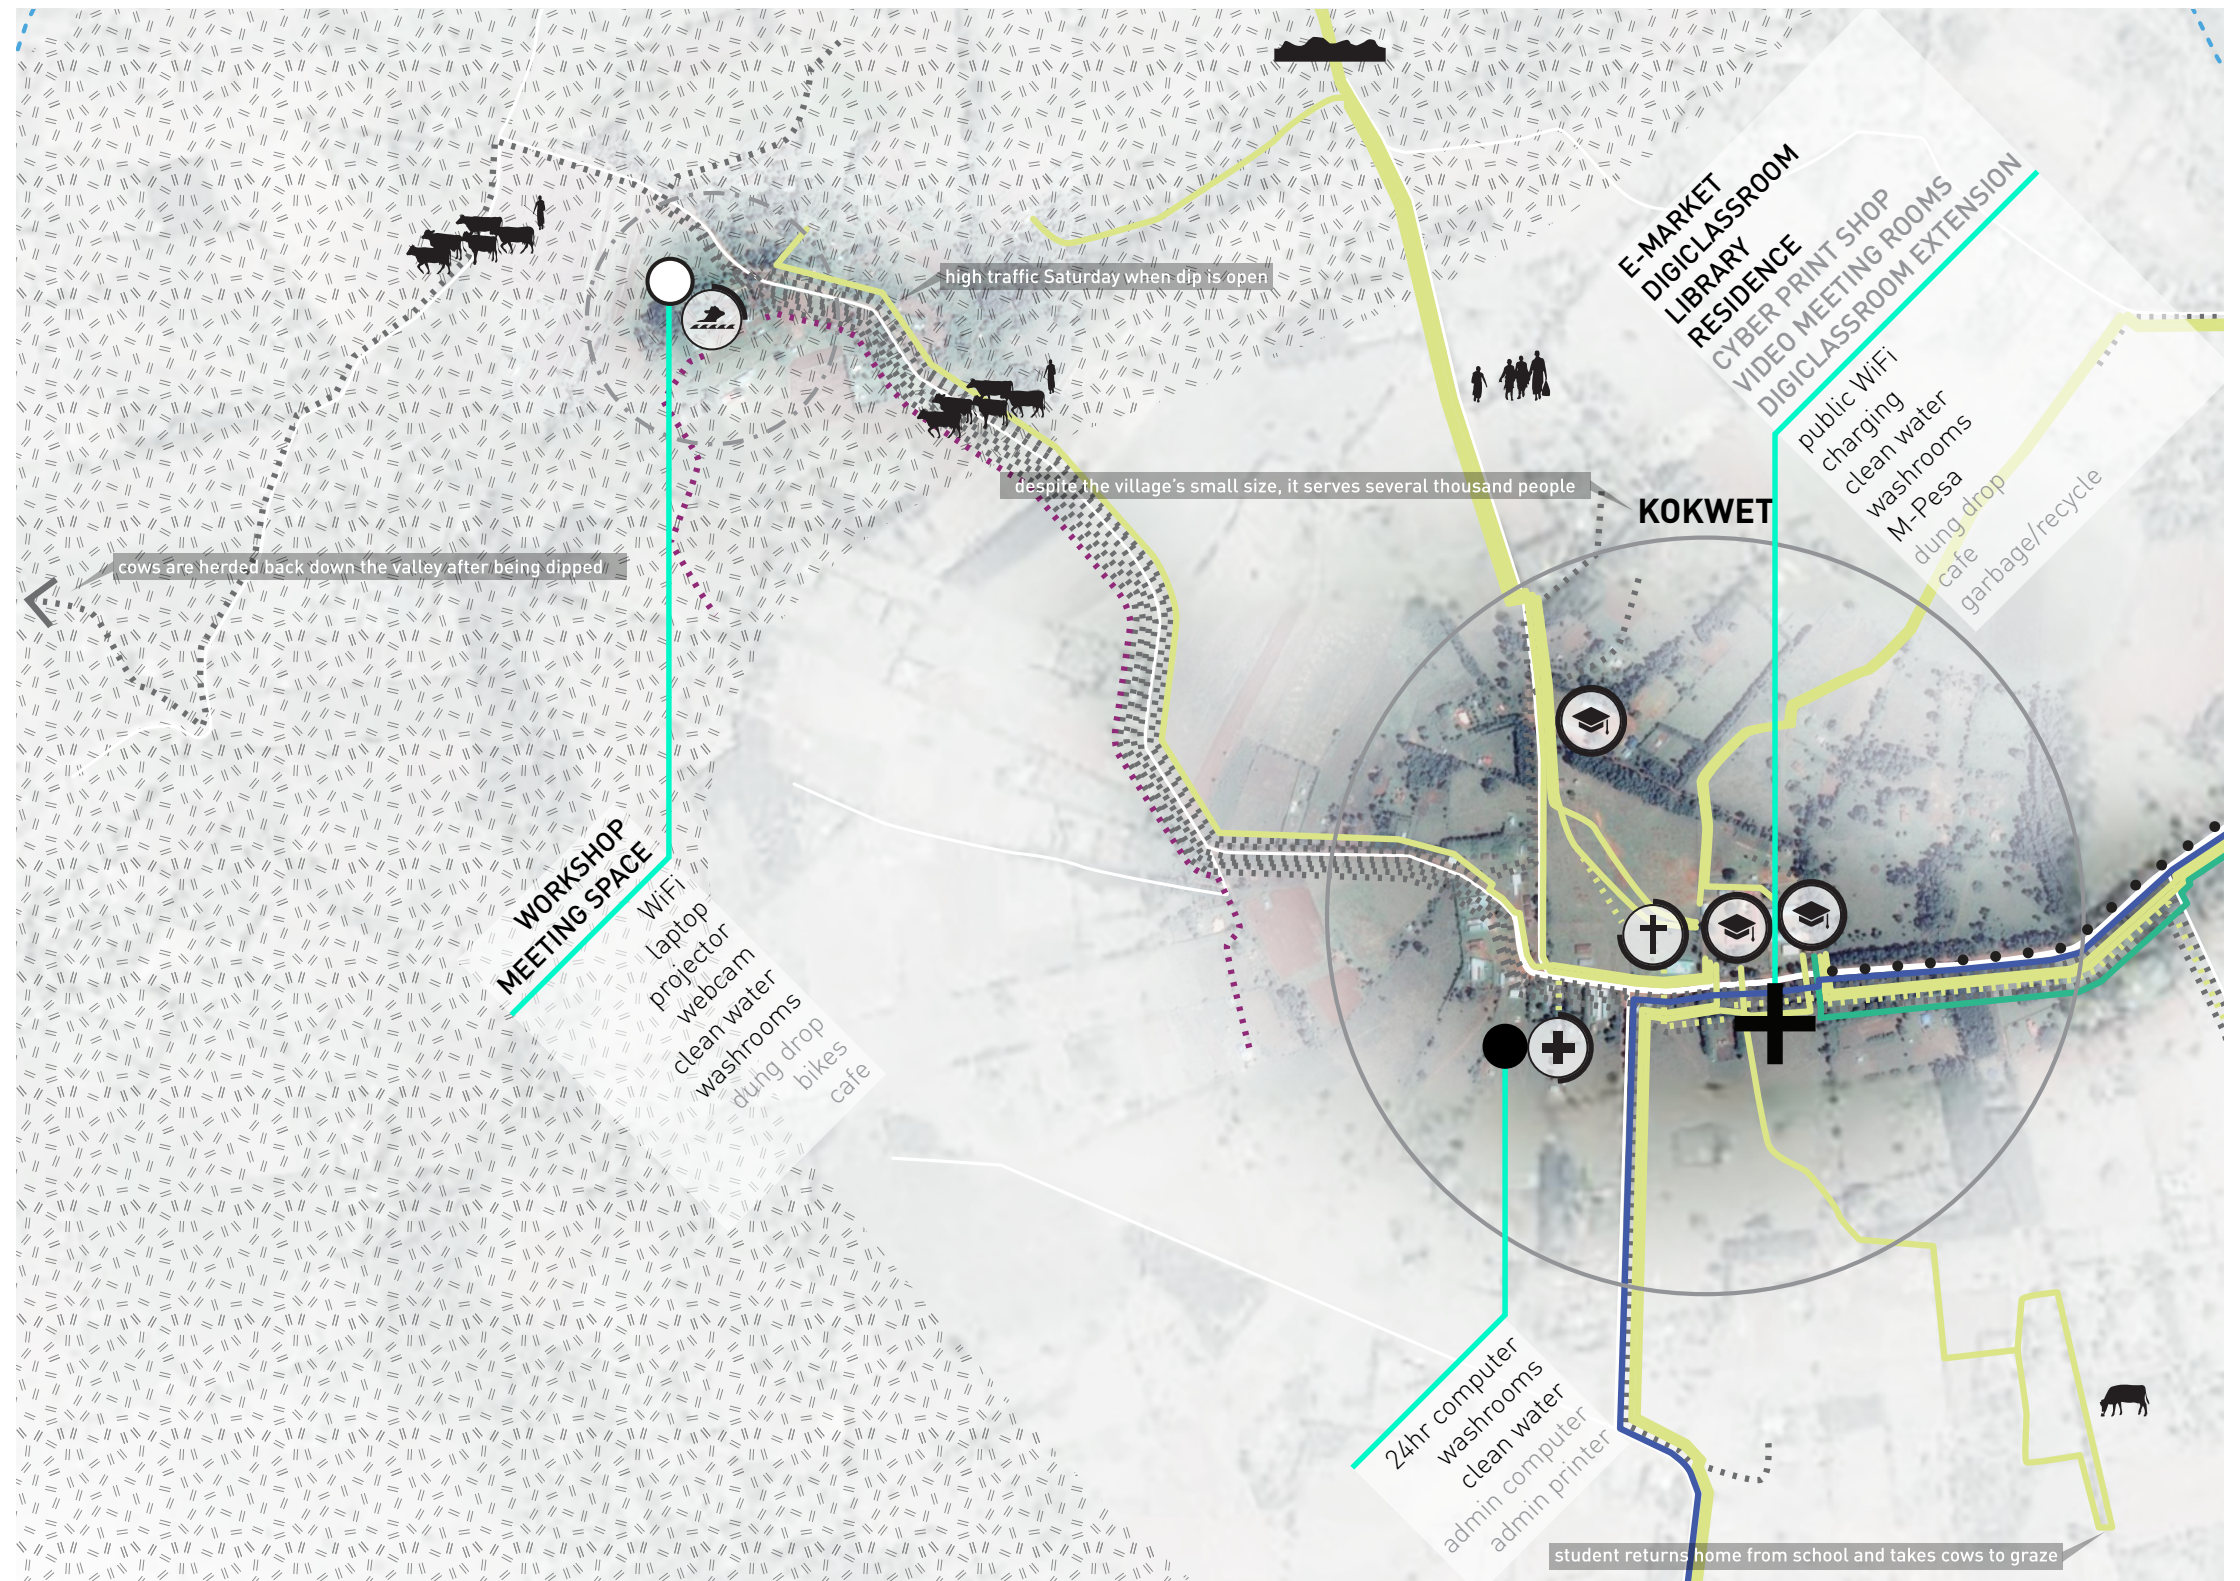 high traffic Saturday when dip is open
despite the village's small size, it serves several thousand people
KOKWET
cows are herded back down the valley after being dipped
E-MARKET
DIGICLASSROOM
LIBRARY
RESIDENCE
CYBER PRINT SHOP
VIDEO MEETING ROOMS
DIGICLASSROOM EXTENSION
public WiFi
charging
clean water
washrooms
M-Pesa
dung drop
cafe
garbage/recycle
WORKSHOP
MEETING SPACE
WiFi
laptop
projector
webcam
clean water
washrooms
dung drop
bikes
cafe
24hr computer
washrooms
clean water
admin computer
admin printer
student returns home from school and takes cows to graze